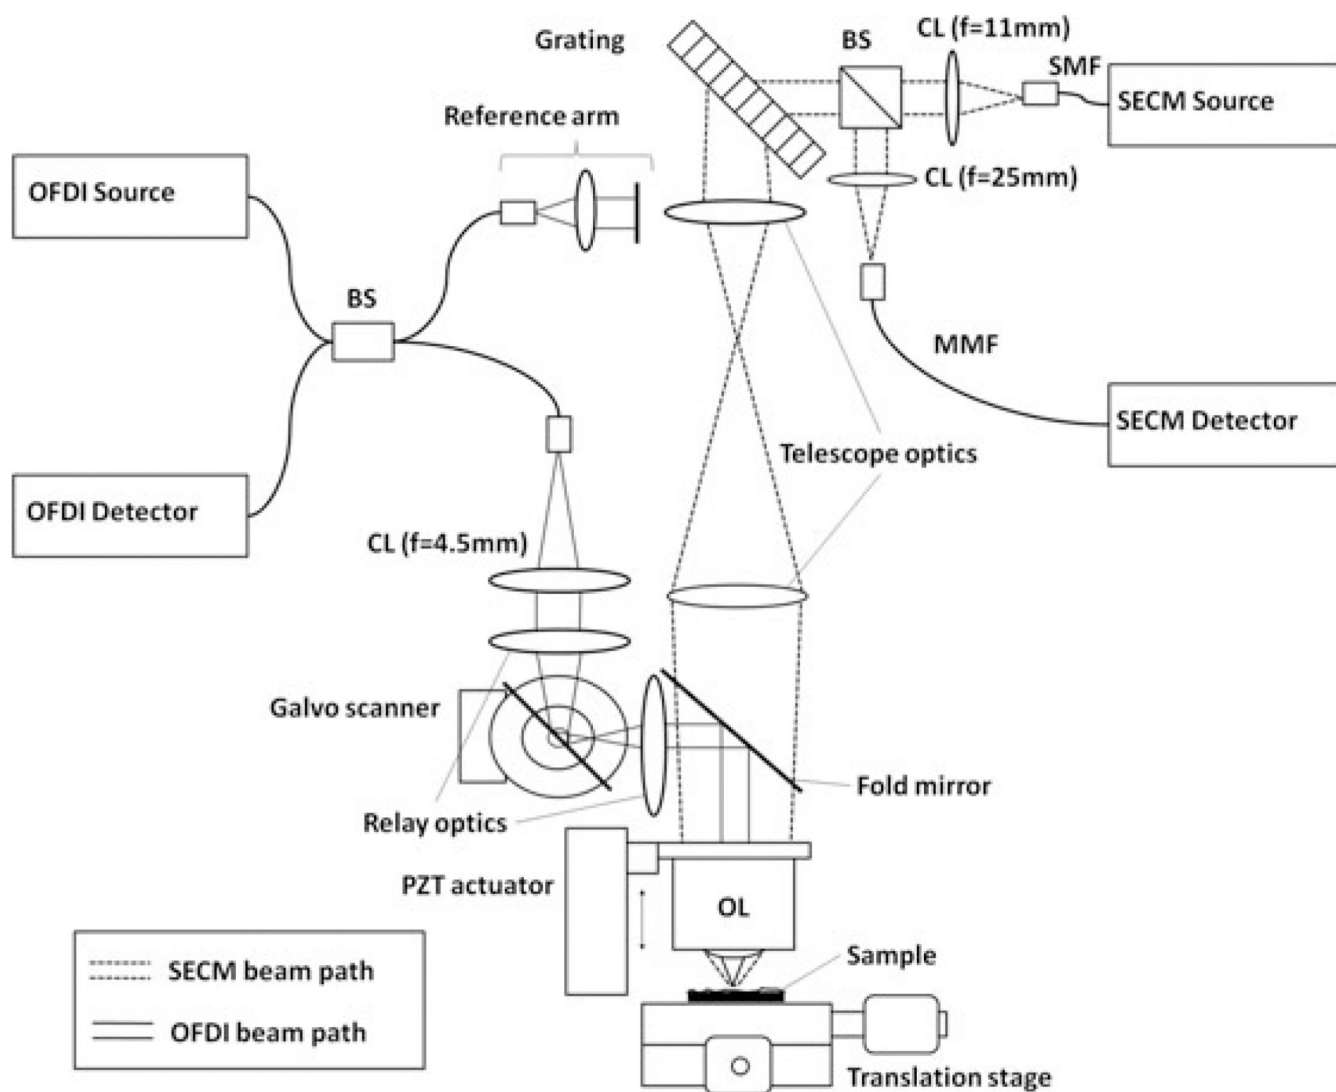 CL (f=11mm)
Grating
BS
SMF
SECM Source
Reference arm
OFDI Source
CL (f=25mm)
BS
MMF
SECM Detector
Telescope optics
OFDI Detector
CL (f=4.5mm)
Galvo scanner
Fold mirror
Relay optics
PZT actuator
OL
Sample
SECM beam path
OFDI beam path
Translation stage